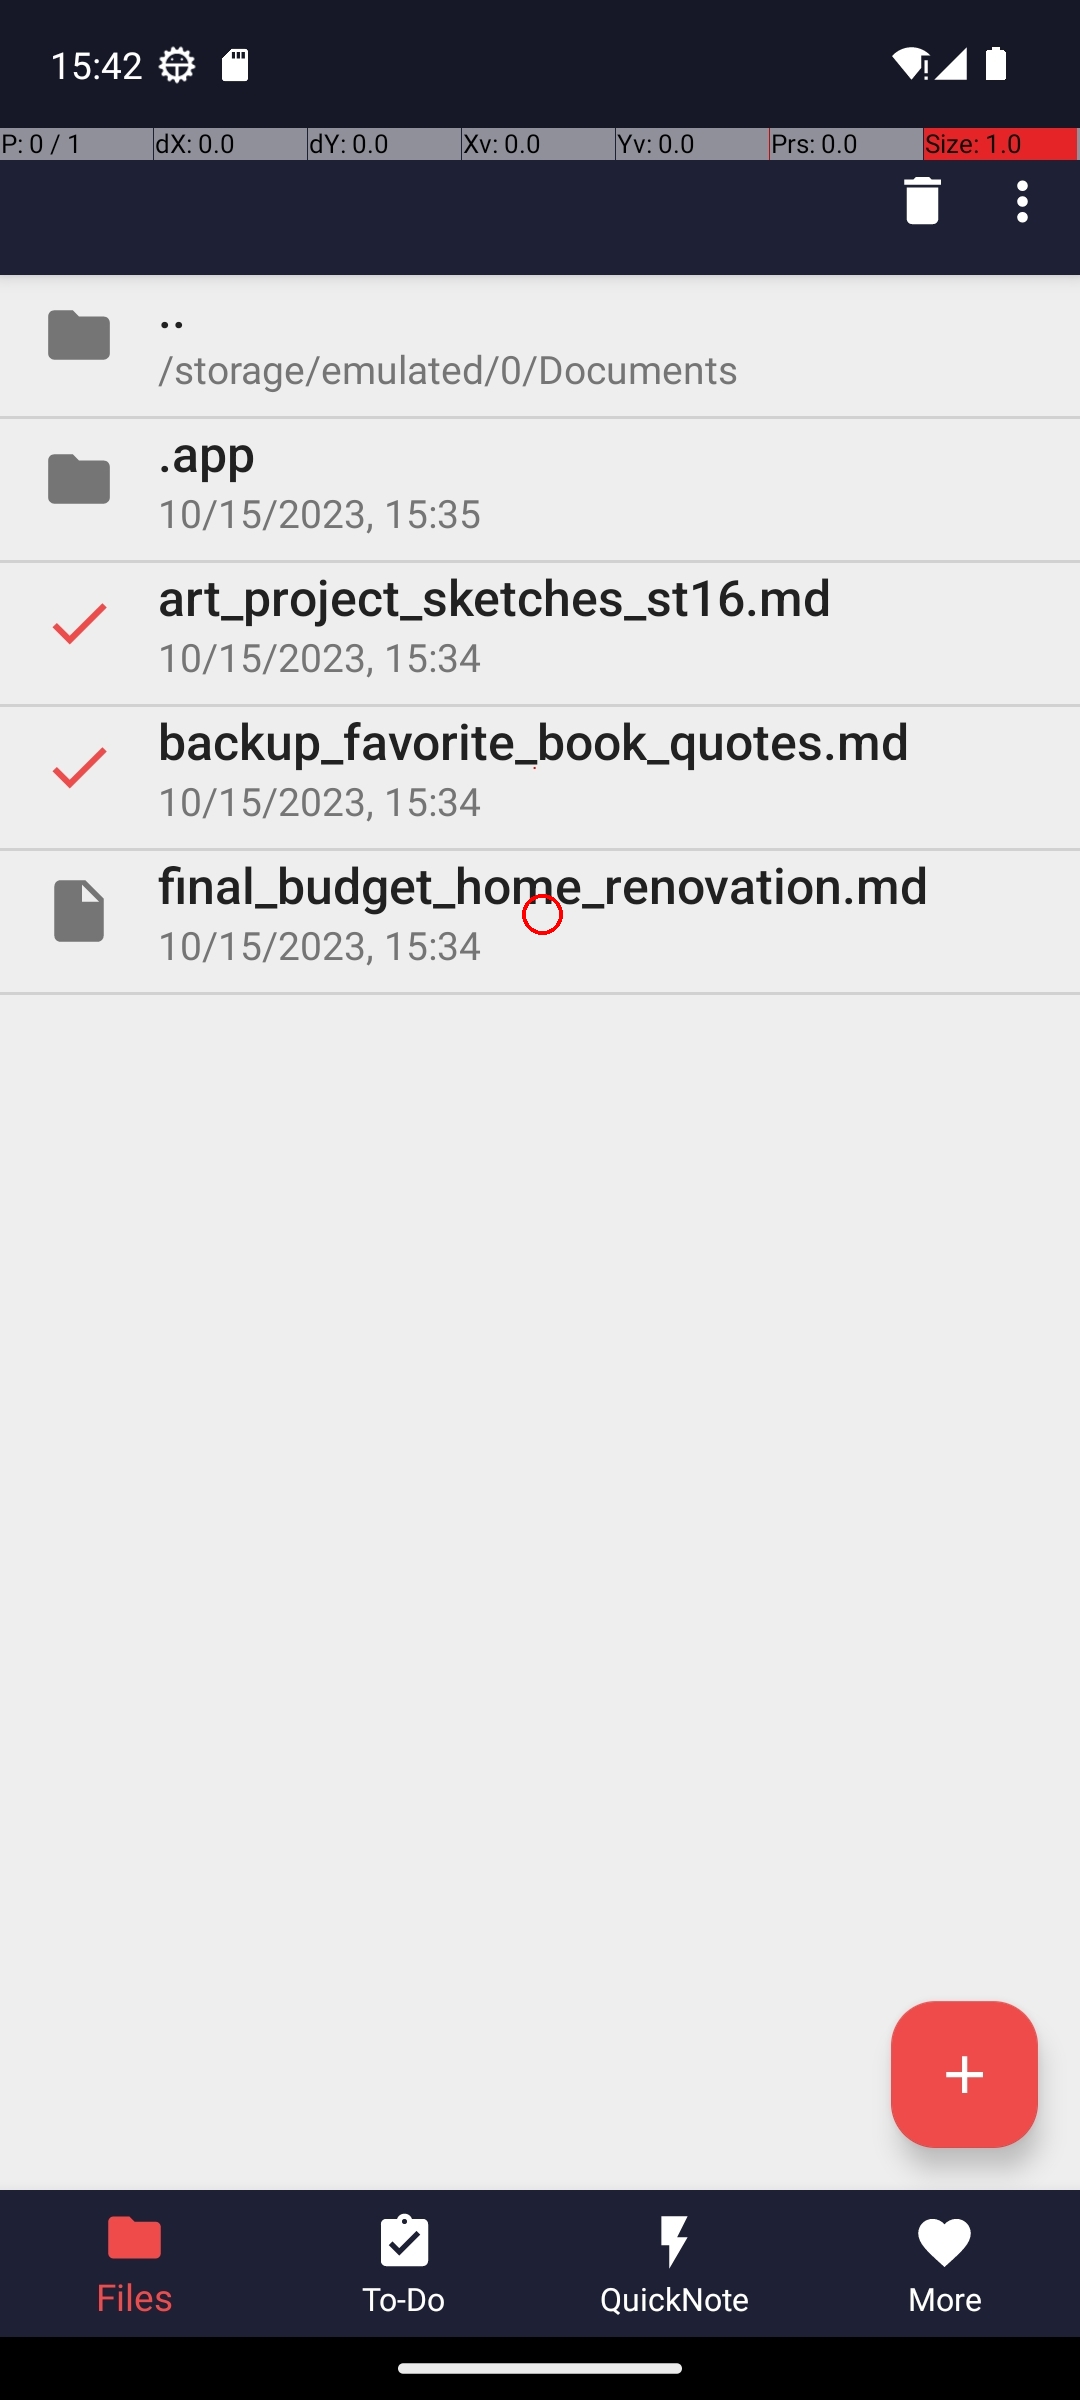 15:42
P: 0 / 1 dX: 0.0 dY: 0.0 Xv: 0.0 Yv: 0.0 Prs: 0.0 Size: 1.0
..
/storage/emulated/0/Documents
.app
10/15/2023, 15:35
art_project_sketches_st16.md
10/15/2023, 15:34
backup_favorite_book_quotes.md
10/15/2023, 15:34
final_budget_home_renovation.md
10/15/2023, 15:34
Files To-Do QuickNote More